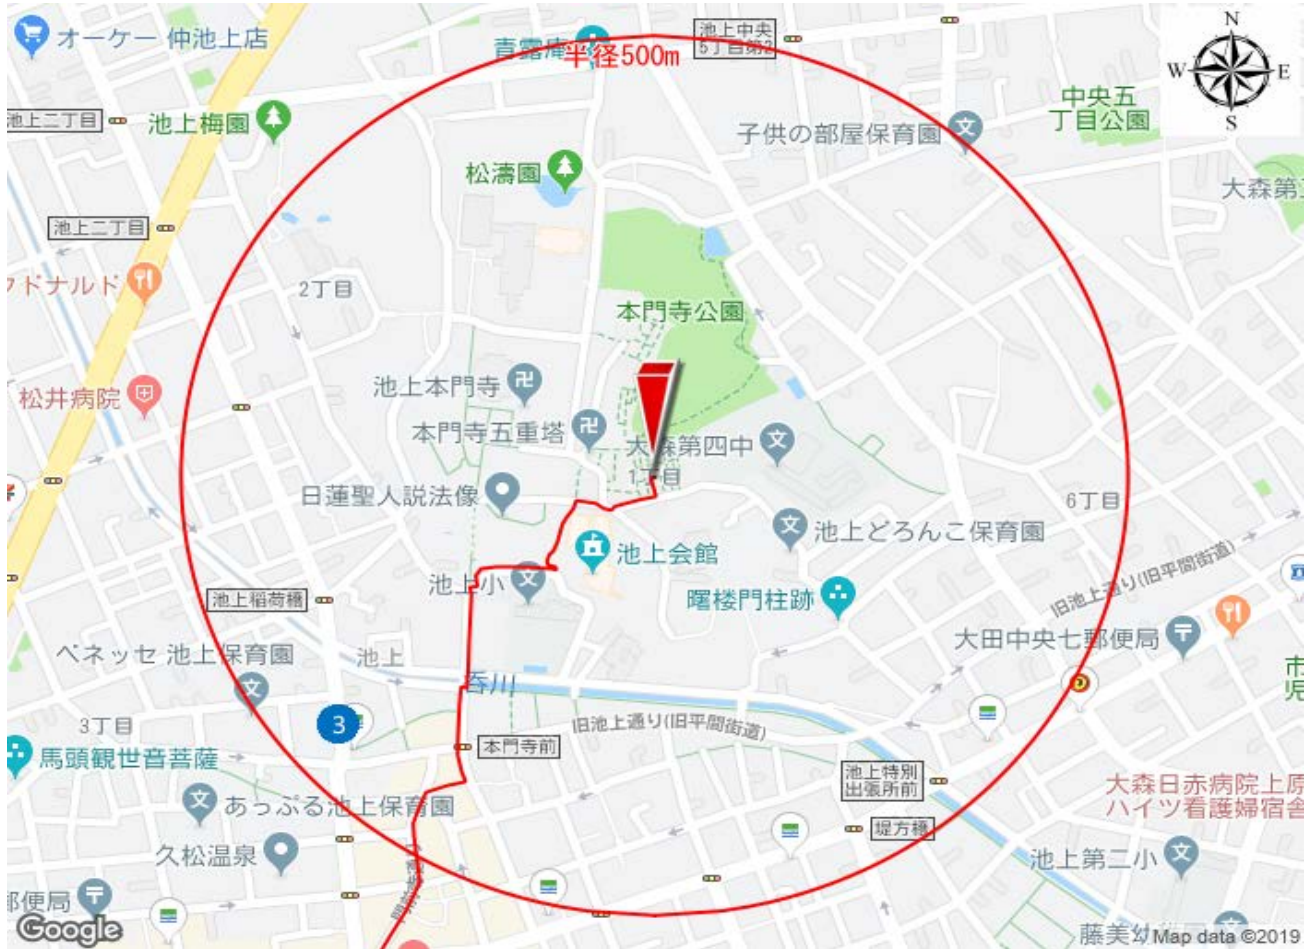 オーケー 仲池上店
青露庵
半径500m
池上中央
5丁目第2
N
W
E
S
池上二丁目
池上梅園
中央五
丁目公園
子供の部屋保育園
松濤園
大森第
池上二丁目
クドナルド
2丁目
本門寺公園
池上本門寺
松井病院
本門寺五重塔
大森第四中
1丁目
日蓮聖人説法像
6丁目
池上どろんこ保育園
池上会館
池上小
池上稲荷橋
曙楼門柱跡
旧池上通り(旧平間街道)
大田中央七郵便局
ベネッセ 池上保育園
池上
市
児
呑川
3丁目
3
旧池上通り(旧平間街道)
本門寺前
馬頭観世音菩薩
池上特別
出張所前
大森日赤病院上原
ハイツ看護婦宿舎
あっぷる池上保育園
堤方橋
久松温泉
池上第二小
郵便局
藤美幼
Google
Map data ©2019